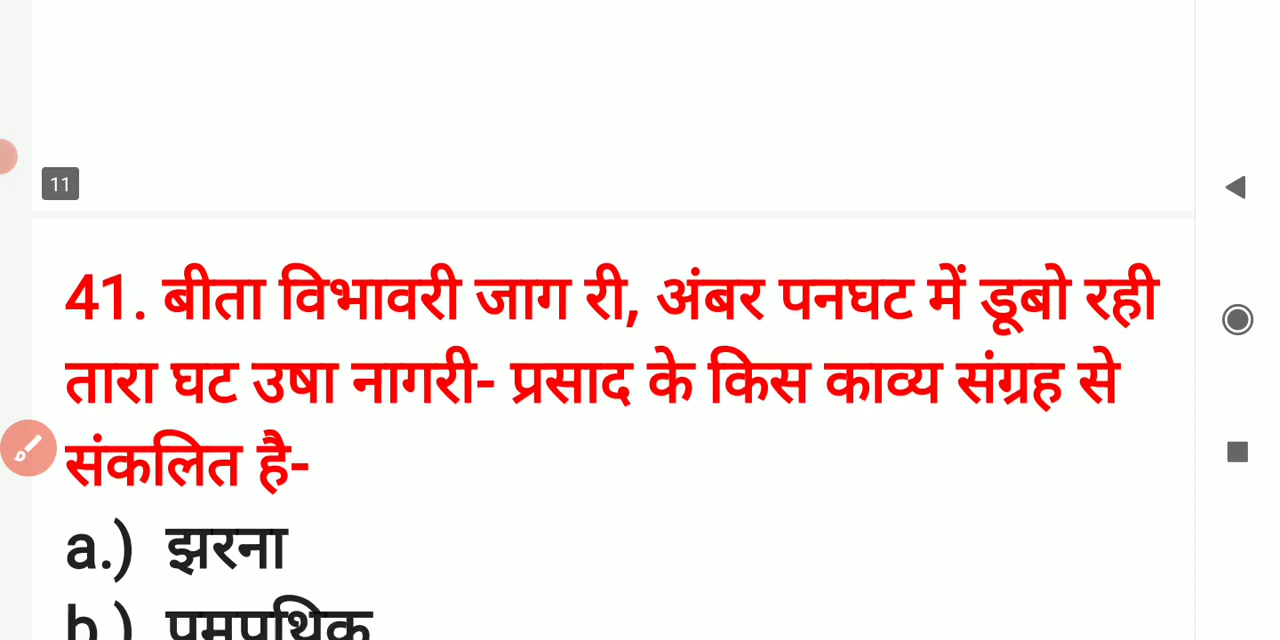 11
41. बीता विभावरी जाग री, अंबर पनघट में डूबो रही
तारा घट उषा नागरी- प्रसाद के किस काव्य संग्रह से
संकलित है-
a.) झरना
b.)